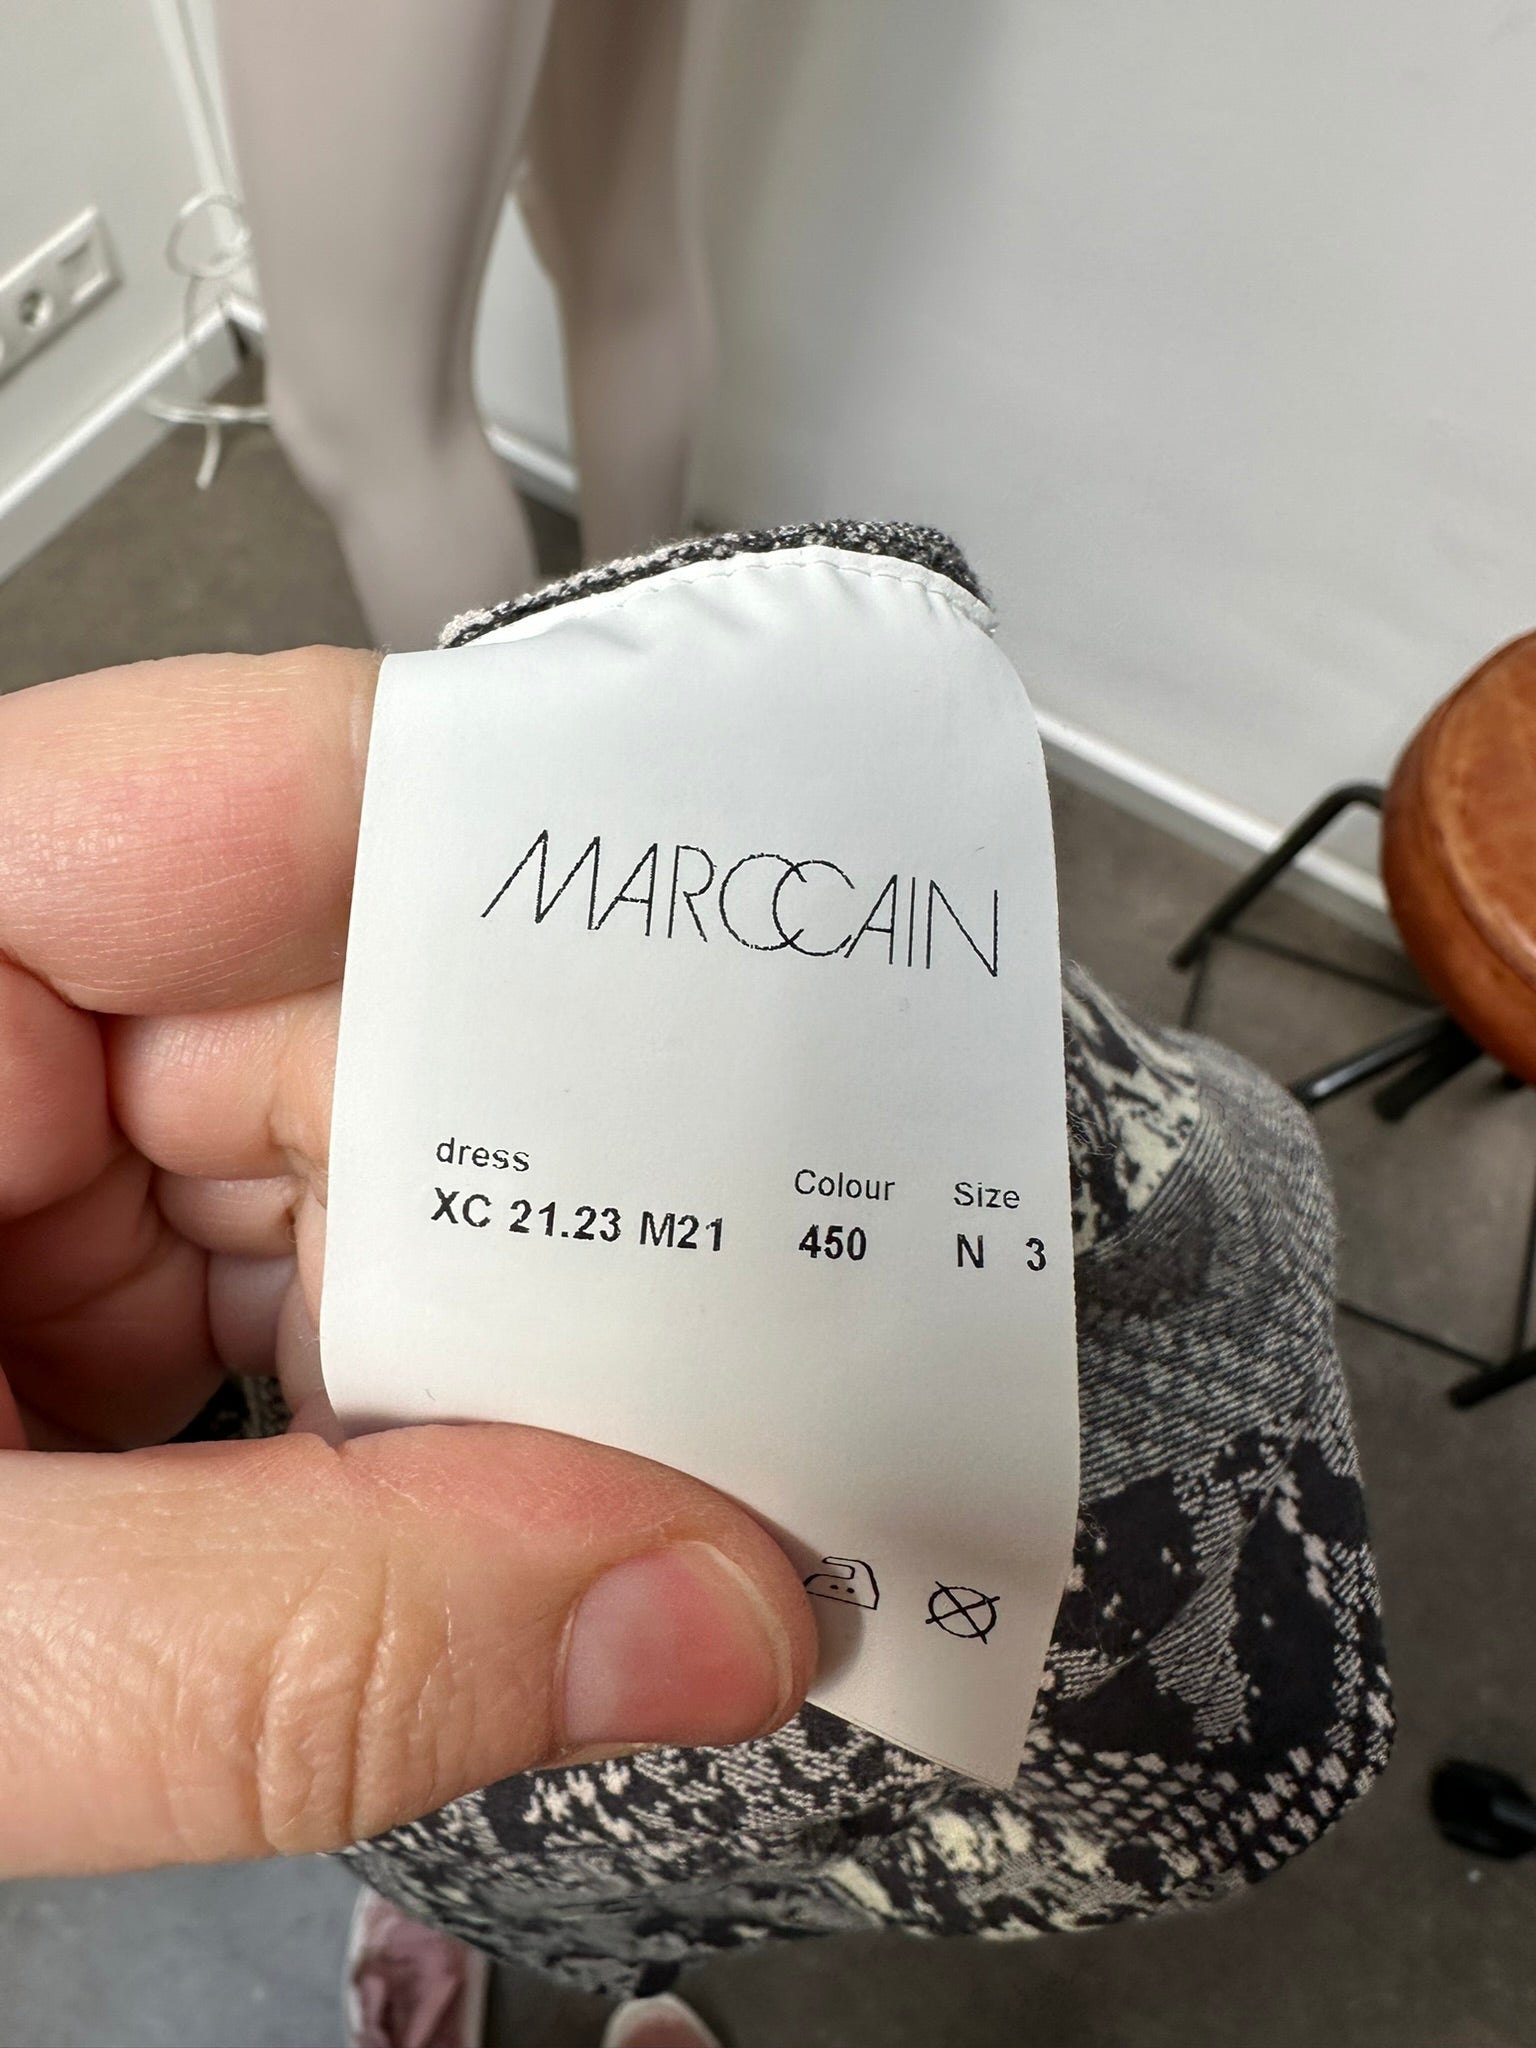 MARCCAIN
dress Colour Size
XC 21.23 M21 450 N 3